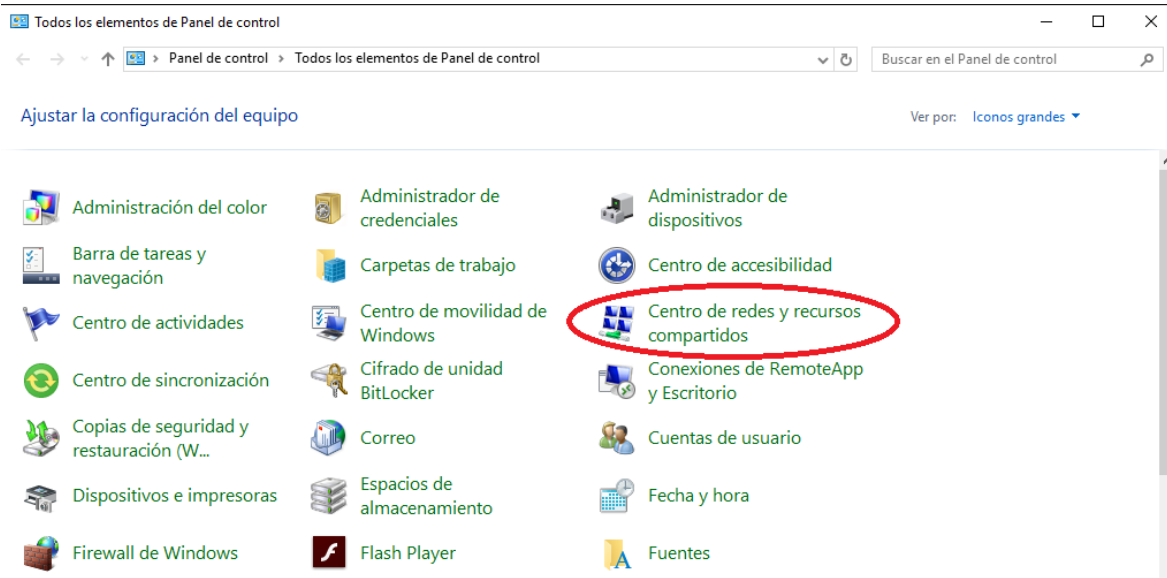 Todos los elementos de Panel de control
Panel de control > Todos los elementos de Panel de control
Buscar en el Panel de control
Ajustar la configuración del equipo
Ver por: Iconos grandes
Administración del color
Administrador de
credenciales
Administrador de
dispositivos
Barra de tareas y
navegación
Carpetas de trabajo
Centro de accesibilidad
Centro de actividades
Centro de movilidad de
Windows
Centro de redes y recursos
compartidos
Centro de sincronización
Cifrado de unidad
BitLocker
Conexiones de RemoteApp
y Escritorio
Copias de seguridad y
restauración (W...
Correo
Cuentas de usuario
Dispositivos e impresoras
Espacios de
almacenamiento
Fecha y hora
Firewall de Windows
Flash Player
Fuentes